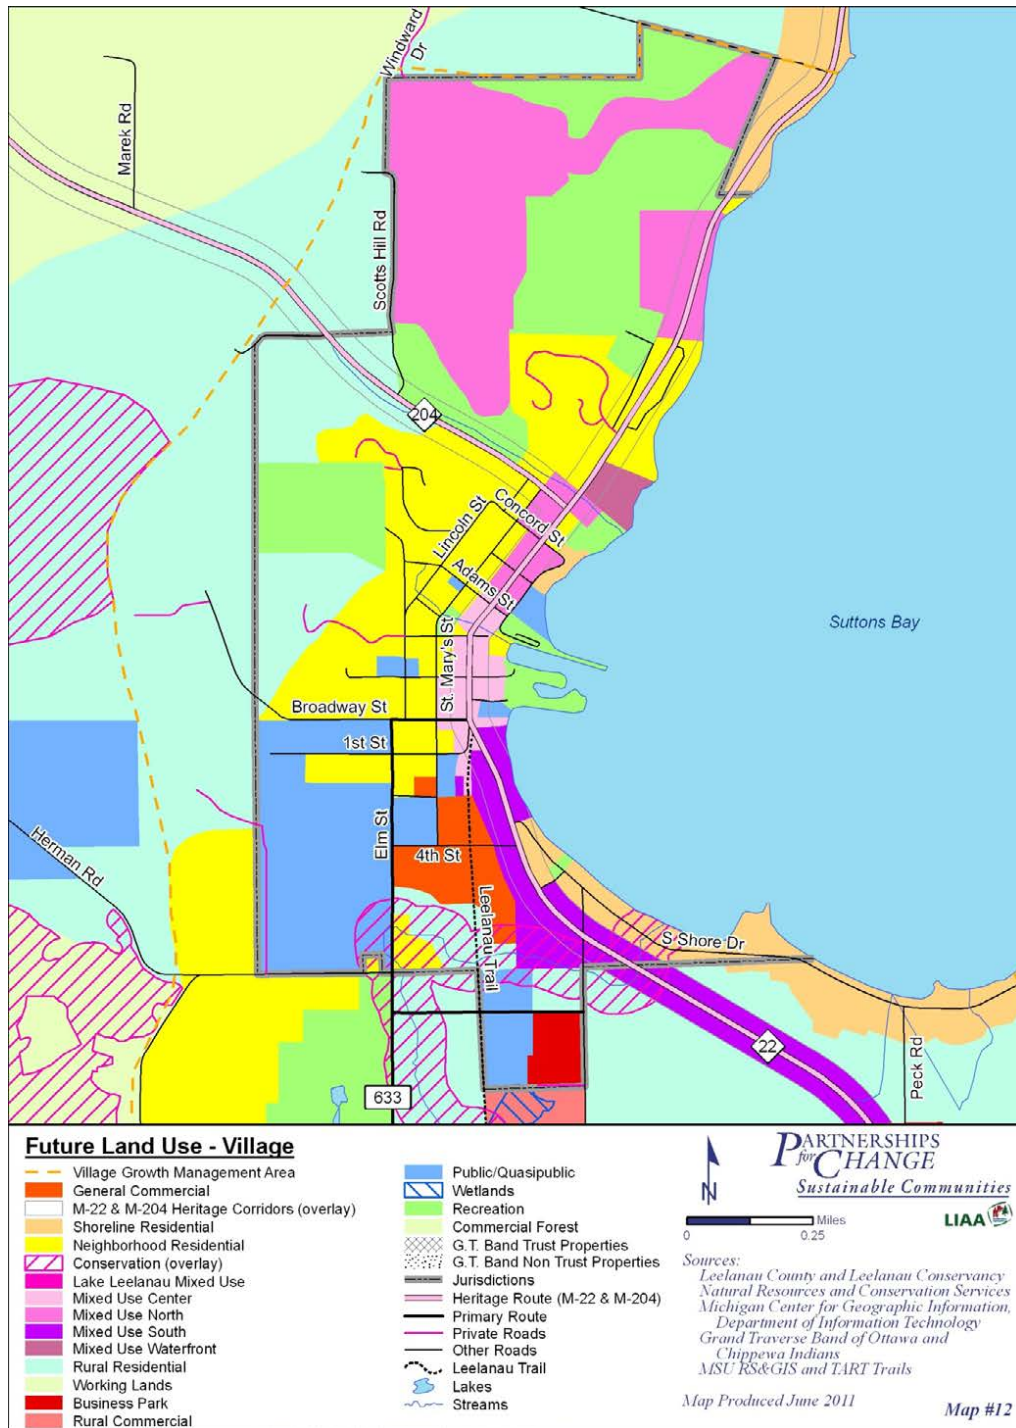 Windward
Dr
Marek Rd
Scotts Hill Rd
204
Concord St
Lincoln St
Adams St
Suttons Bay
St. Mary's St
Broadway St
1st St
Elm St
Herman Rd
4th St
Leelanau Trail
S Shore Dr
22
Peck Rd
633
Future Land Use - Village
Village Growth Management Area
General Commercial
M-22 & M-204 Heritage Corridors (overlay)
Shoreline Residential
Neighborhood Residential
Conservation (overlay)
Lake Leelanau Mixed Use
Mixed Use Center
Mixed Use North
Mixed Use South
Mixed Use Waterfront
Rural Residential
Working Lands
Business Park
Rural Commercial
Public/Quasipublic
Wetlands
Recreation
Commercial Forest
G.T. Band Trust Properties
G.T. Band Non Trust Properties
Jurisdictions
Heritage Route (M-22 & M-204)
Primary Route
Private Roads
Other Roads
Leelanau Trail
Lakes
Streams
N
PARTNERSHIPS
for CHANGE
Sustainable Communities
Miles
0 0.25
LIAA
Sources:
Leelanau County and Leelanau Conservancy
Natural Resources and Conservation Services
Michigan Center for Geographic Information,
Department of Information Technology
Grand Traverse Band of Ottawa and
Chippewa Indians
MSU RS&GIS and TART Trails
Map Produced June 2011
Map #12